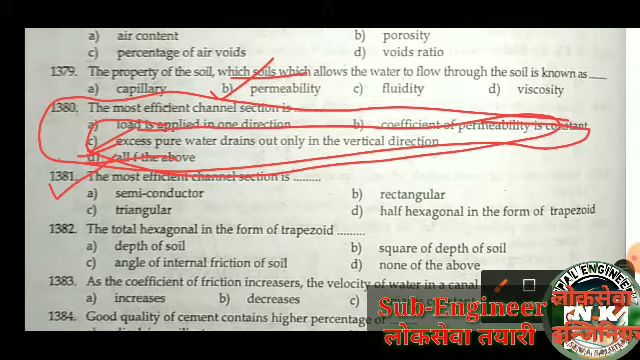 a) air content b) porosity
c) percentage of air voids d) voids ratio
1379. The property of the soil, which soils which allows the water to flow through the soil is known as ......
a) capillary b) permeability c) fluidity d) viscosity
1380. The most efficient channel section is
a) load is applied in one direction b) coefficient of permeability is constant
c) excess pure water drains out only in the vertical direction
d) all f the above
1381. The most efficient channel section is .........
a) semi-conductor b) rectangular
c) triangular d) half hexagonal in the form of trapezoid
1382. The total hexagonal in the form of trapezoid .........
a) depth of soil b) square of depth of soil
c) angle of internal friction of soil d) none of the above
1383. As the coefficient of friction increasers, the velocity of water in a canal
a) increases b) decreases c)
1384. Good quality of cement contains higher percentage of
Sub-Engineer
लोकसेवा तयारी
लोकसेवा
इन्जिनियर